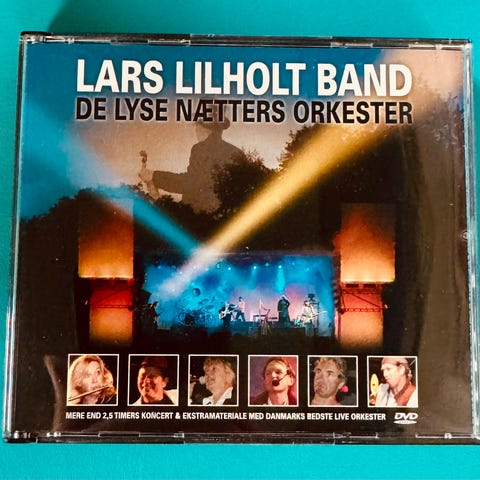 LARS LILHOLT BAND
DE LYSE NÆTTERS ORKESTER
MERE END 2,5 TIMERS KONCERT & EKSTRAMATERIALE MED DANMARKS BEDSTE LIVE ORKESTER
DVD